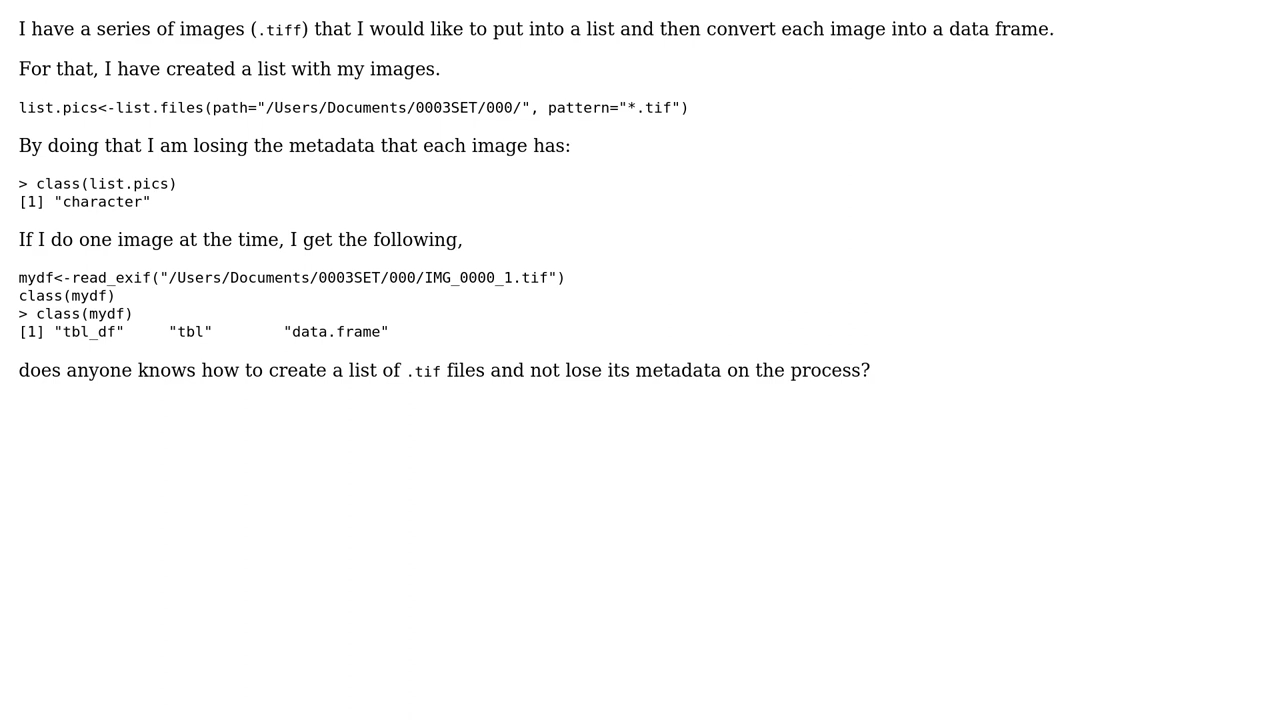 I have a series of images (.tiff) that I would like to put into a list and then convert each image into a data frame.
For that, I have created a list with my images.
list.pics<-list.files(path="/Users/Documents/0003SET/000/", pattern="*.tif")
By doing that I am losing the metadata that each image has:
> class(list.pics)
[1] "character"
If I do one image at the time, I get the following,
mydf<-read_exif("/Users/Documents/0003SET/000/IMG_0000_1.tif")
class(mydf)
> class(mydf)
[1] "tbl_df"     "tbl"        "data.frame"
does anyone knows how to create a list of .tif files and not lose its metadata on the process?